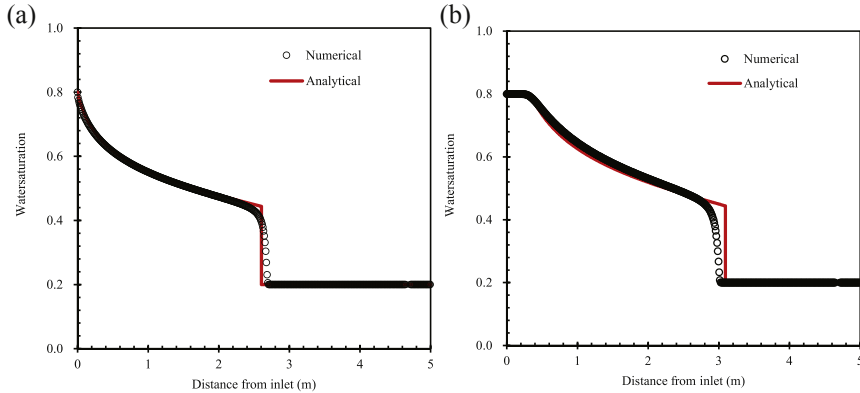 (a)
1.0
0.8
0.6
0.4
0.2
0.0
Watersaturation
Numerical
Analytical
0 1 2 3 4 5
Distance from inlet (m)
(b)
1.0
0.8
0.6
0.4
0.2
0.0
Watersaturation
Numerical
Analytical
0 1 2 3 4 5
Distance from inlet (m)